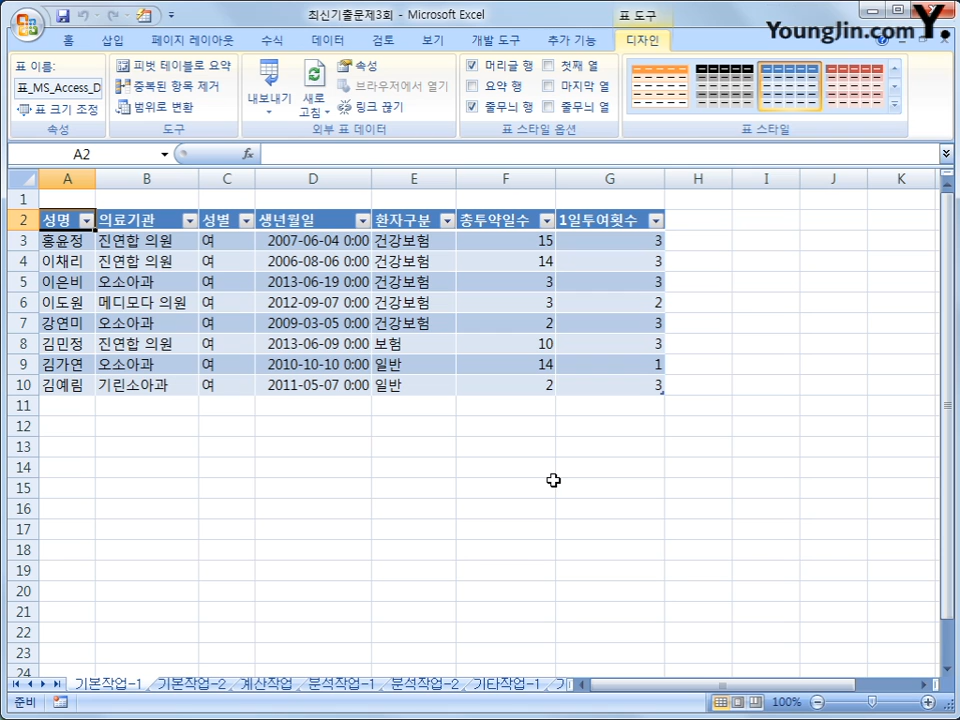 최신기출문제3회 - Microsoft Excel
표 도구
YoungJin.com Y.
홈 삽입 페이지 레이아웃 수식 데이터 검토 보기 개발 도구 추가 기능 디자인
표 이름:
표_MS_Access_D
표 크기 조정
속성
피벗 테이블로 요약
중복된 항목 제거
범위로 변환
도구
내보내기
새로
고침
속성
브라우저에서 열기
링크 끊기
외부 표 데이터
머리글 행 첫째 열
요약 행 마지막 열
줄무늬 행 줄무늬 열
표 스타일 옵션
표 스타일
A2 fx
A B C D E F G H I J K
1
2 성명 의료기관 성별 생년월일 환자구분 총투약일수 1일투여횟수
3 홍윤정 진연합 의원 여 2007-06-04 0:00 건강보험 15 3
4 이채리 진연합 의원 여 2006-08-06 0:00 건강보험 14 3
5 이은비 오소아과 여 2013-06-19 0:00 건강보험 3 3
6 이도원 메디모다 의원 여 2012-09-07 0:00 건강보험 3 2
7 강연미 오소아과 여 2009-03-05 0:00 건강보험 2 3
8 김민정 진연합 의원 여 2013-06-09 0:00 보험 10 3
9 김가연 오소아과 여 2010-10-10 0:00 일반 14 1
10 김예림 기린소아과 여 2011-05-07 0:00 일반 2 3
11
12
13
14
15
16
17
18
19
20
21
22
23
24
기본작업-1 기본작업-2 계산작업 분석작업-1 분석작업-2 기타작업-1
준비 100%